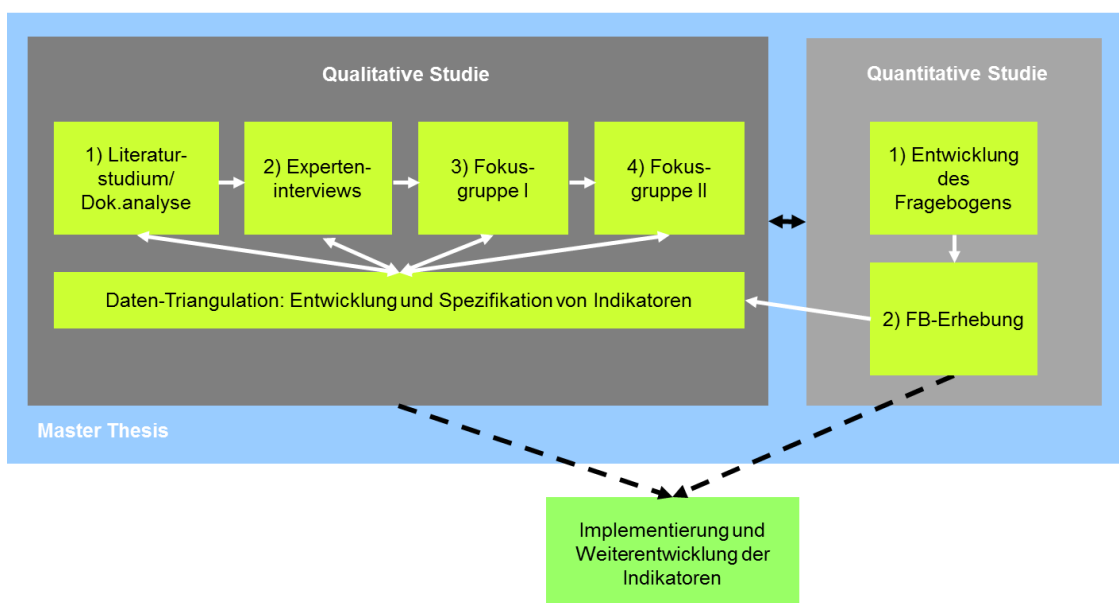 Qualitative Studie
1) Literatur-
studium/
Dok.analyse
2) Experten-
interviews
3) Fokus-
gruppe I
4) Fokus-
gruppe II
Daten-Triangulation: Entwicklung und Spezifikation von Indikatoren
Quantitative Studie
1) Entwicklung
des
Fragebogens
2) FB-Erhebung
Master Thesis
Implementierung und
Weiterentwicklung der
Indikatoren